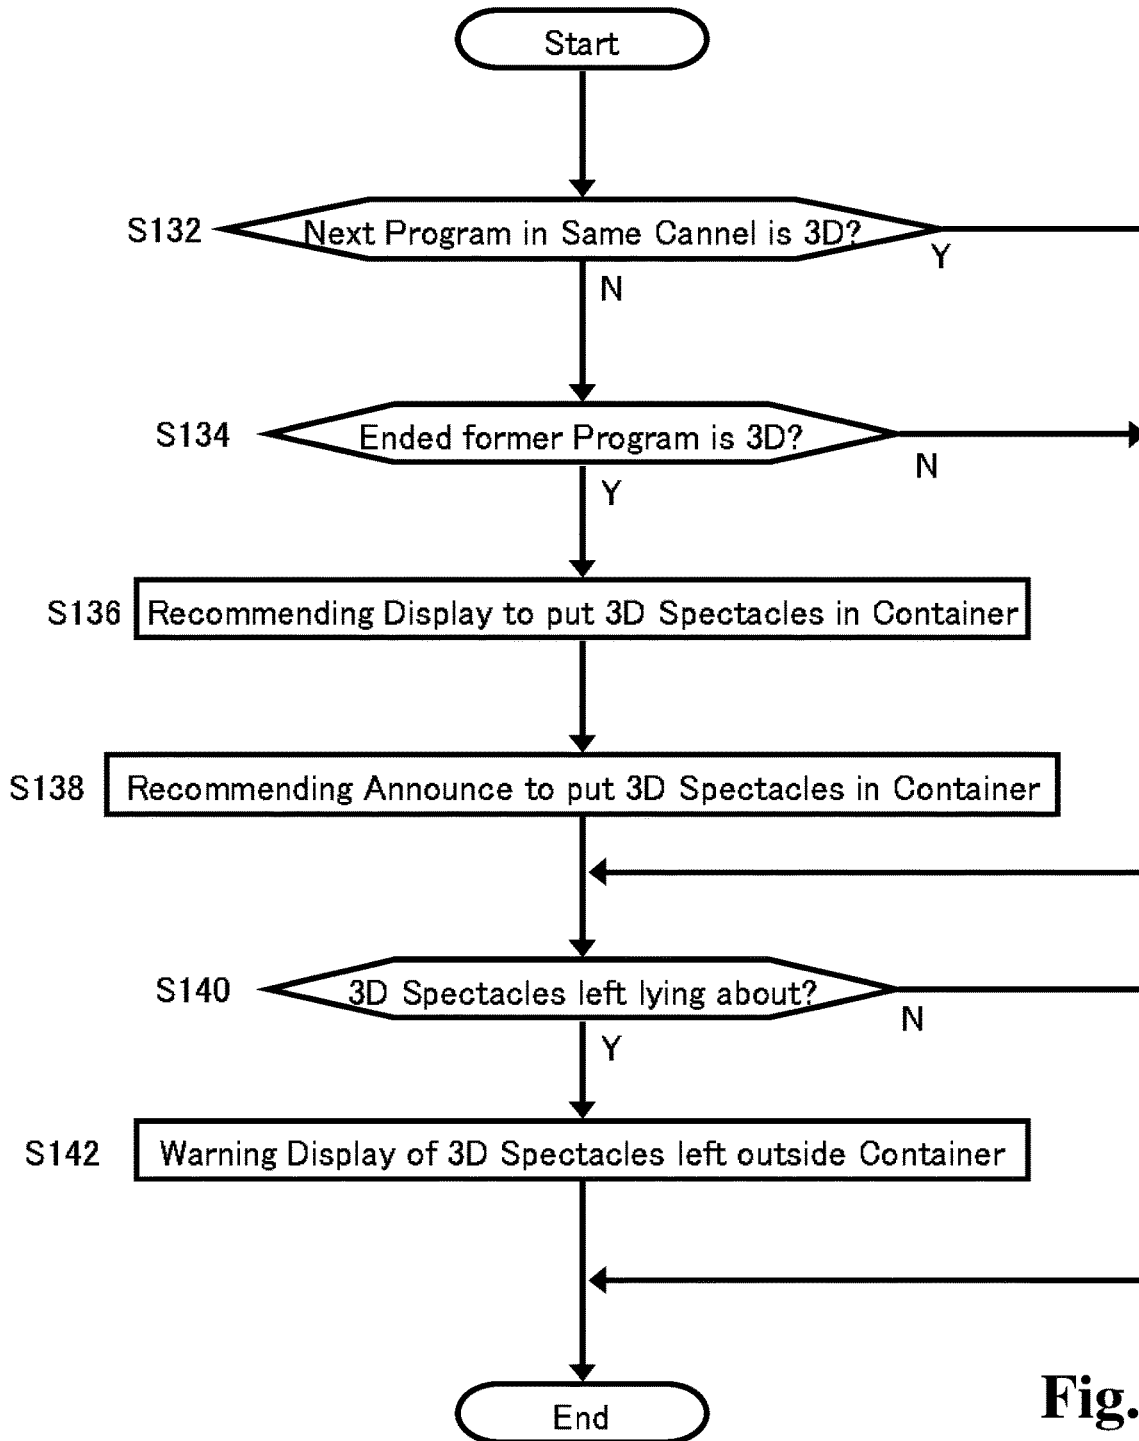 Start
S132 Next Program in Same Cannel is 3D?
Y
N
S134 Ended former Program is 3D?
N
Y
S136 Recommending Display to put 3D Spectacles in Container
S138 Recommending Announce to put 3D Spectacles in Container
S140 3D Spectacles left lying about?
N
Y
S142 Warning Display of 3D Spectacles left outside Container
End
Fig.